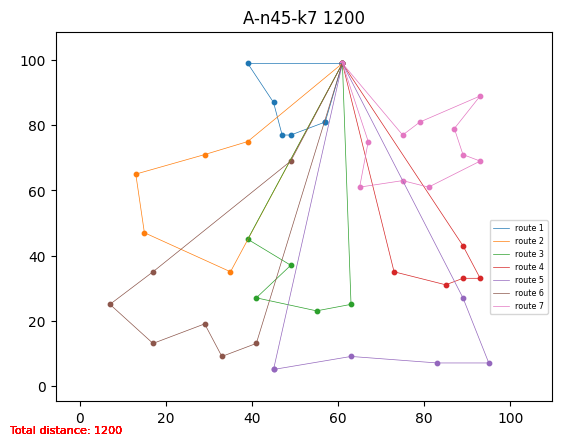 A-n45-k7 1200
100
80
60
40
20
0
route 1
route 2
route 3
route 4
route 5
route 6
route 7
0 20 40 60 80 100
Total distance: 1200